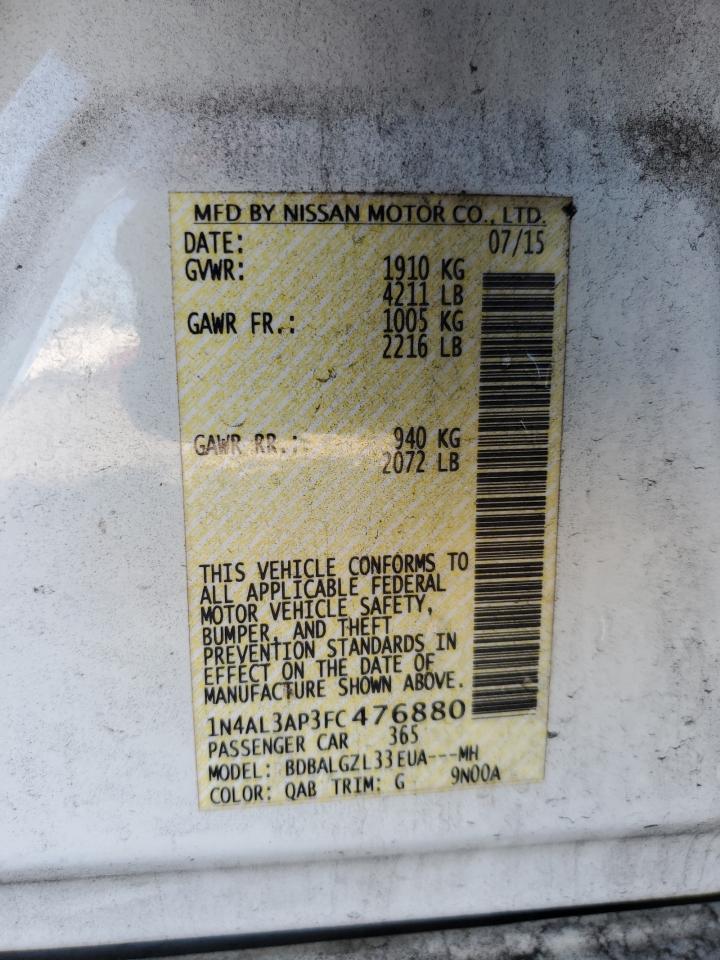 MFD BY NISSAN MOTOR CO., LTD.
DATE: 07/15
GVWR: 1910 KG
4211 LB
GAWR FR.: 1005 KG
2216 LB
GAWR RR.: 940 KG
2072 LB
THIS VEHICLE CONFORMS TO
ALL APPLICABLE FEDERAL
MOTOR VEHICLE SAFETY,
BUMPER, AND THEFT
PREVENTION STANDARDS IN
EFFECT ON THE DATE OF
MANUFACTURE SHOWN ABOVE.
1N4AL3AP3FC476880
PASSENGER CAR 365
MODEL: BDBALGZL33EUA---MH
COLOR: QAB TRIM: G 9N00A